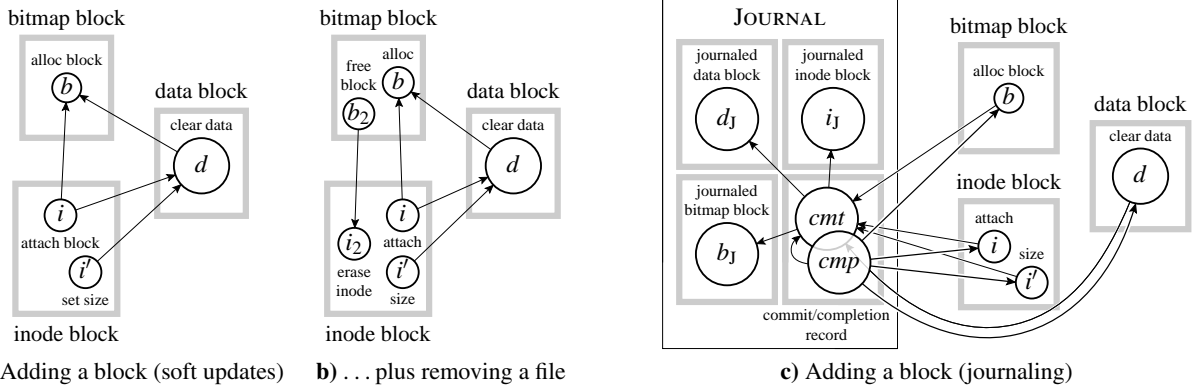 bitmap block
alloc block
b
data block
clear data
d
i
attach block
i′
set size
inode block
Adding a block (soft updates)
bitmap block
alloc
free
block
b
b2
data block
clear data
d
i
attach
i2
erase
inode
i′
size
inode block
b) . . . plus removing a file
JOURNAL
journaled
data block
dJ
journaled
inode block
iJ
journaled
bitmap block
bJ
cmt
cmp
commit/completion
record
bitmap block
alloc block
b
data block
clear data
d
inode block
attach
i
size
i′
c) Adding a block (journaling)